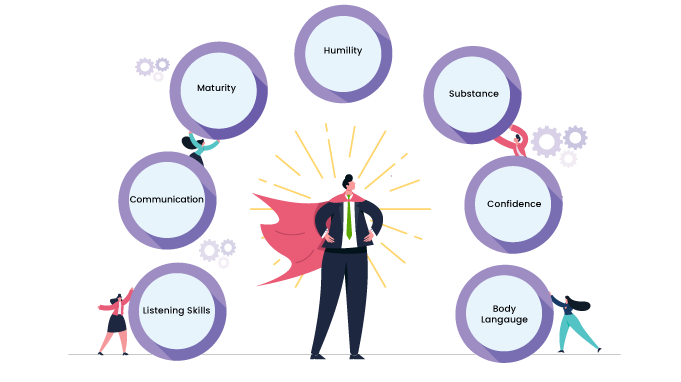 Humility
Maturity
Substance
Communication
Confidence
Listening Skills
Body
Langauge